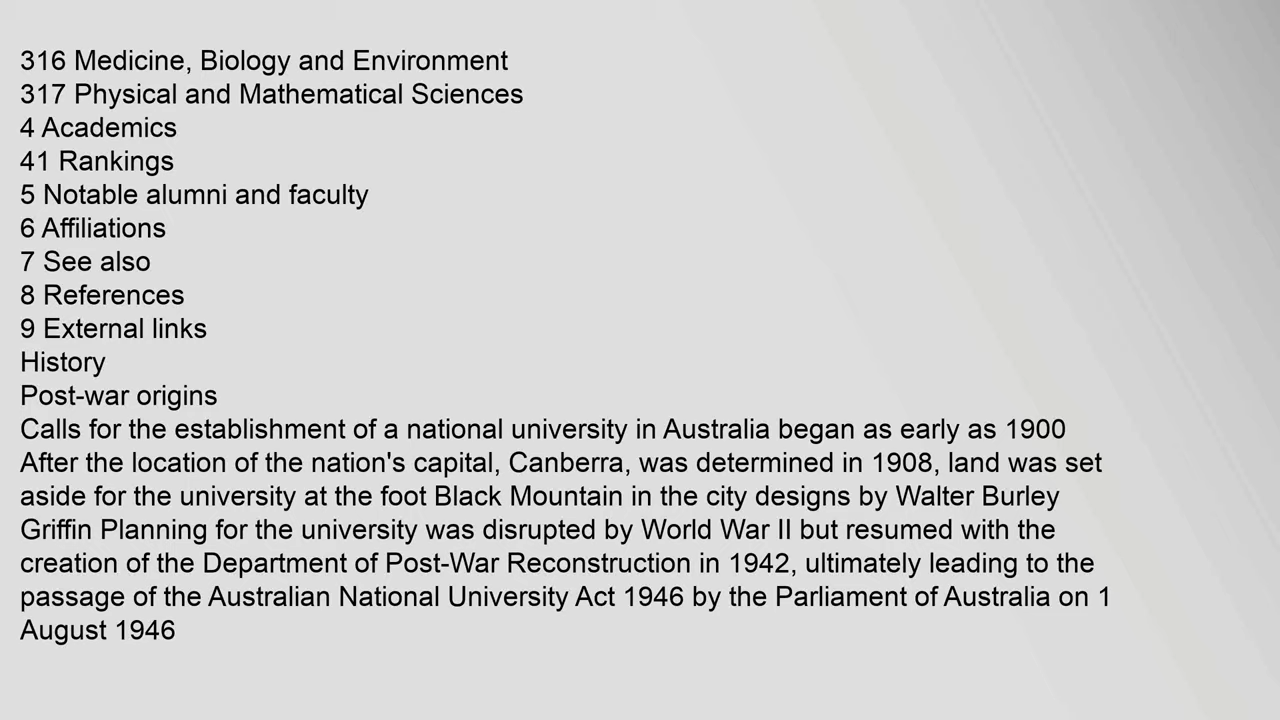 316 Medicine, Biology and Environment
317 Physical and Mathematical Sciences
4 Academics
41 Rankings
5 Notable alumni and faculty
6 Affiliations
7 See also
8 References
9 External links
History
Post-war origins
Calls for the establishment of a national university in Australia began as early as 1900
After the location of the nation's capital, Canberra, was determined in 1908, land was set
aside for the university at the foot Black Mountain in the city designs by Walter Burley
Griffin Planning for the university was disrupted by World War II but resumed with the
creation of the Department of Post-War Reconstruction in 1942, ultimately leading to the
passage of the Australian National University Act 1946 by the Parliament of Australia on 1
August 1946